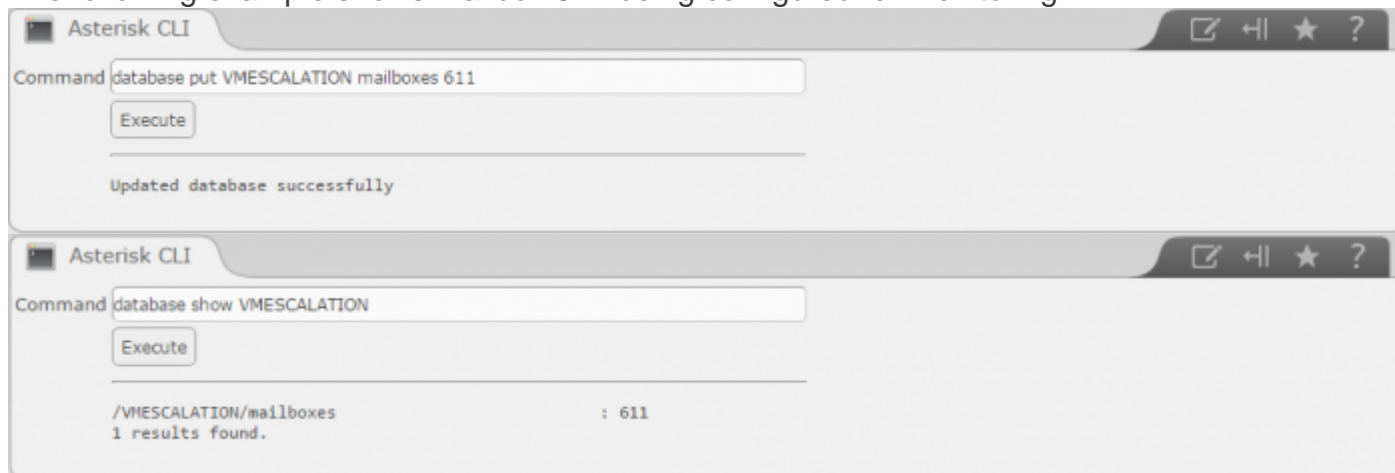 Asterisk CLI
?
Command database put VMESCALATION mailboxes 611
Execute
Updated database successfully
Asterisk CLI
?
Command database show VMESCALATION
Execute
/VMESCALATION/mailboxes : 611
1 results found.